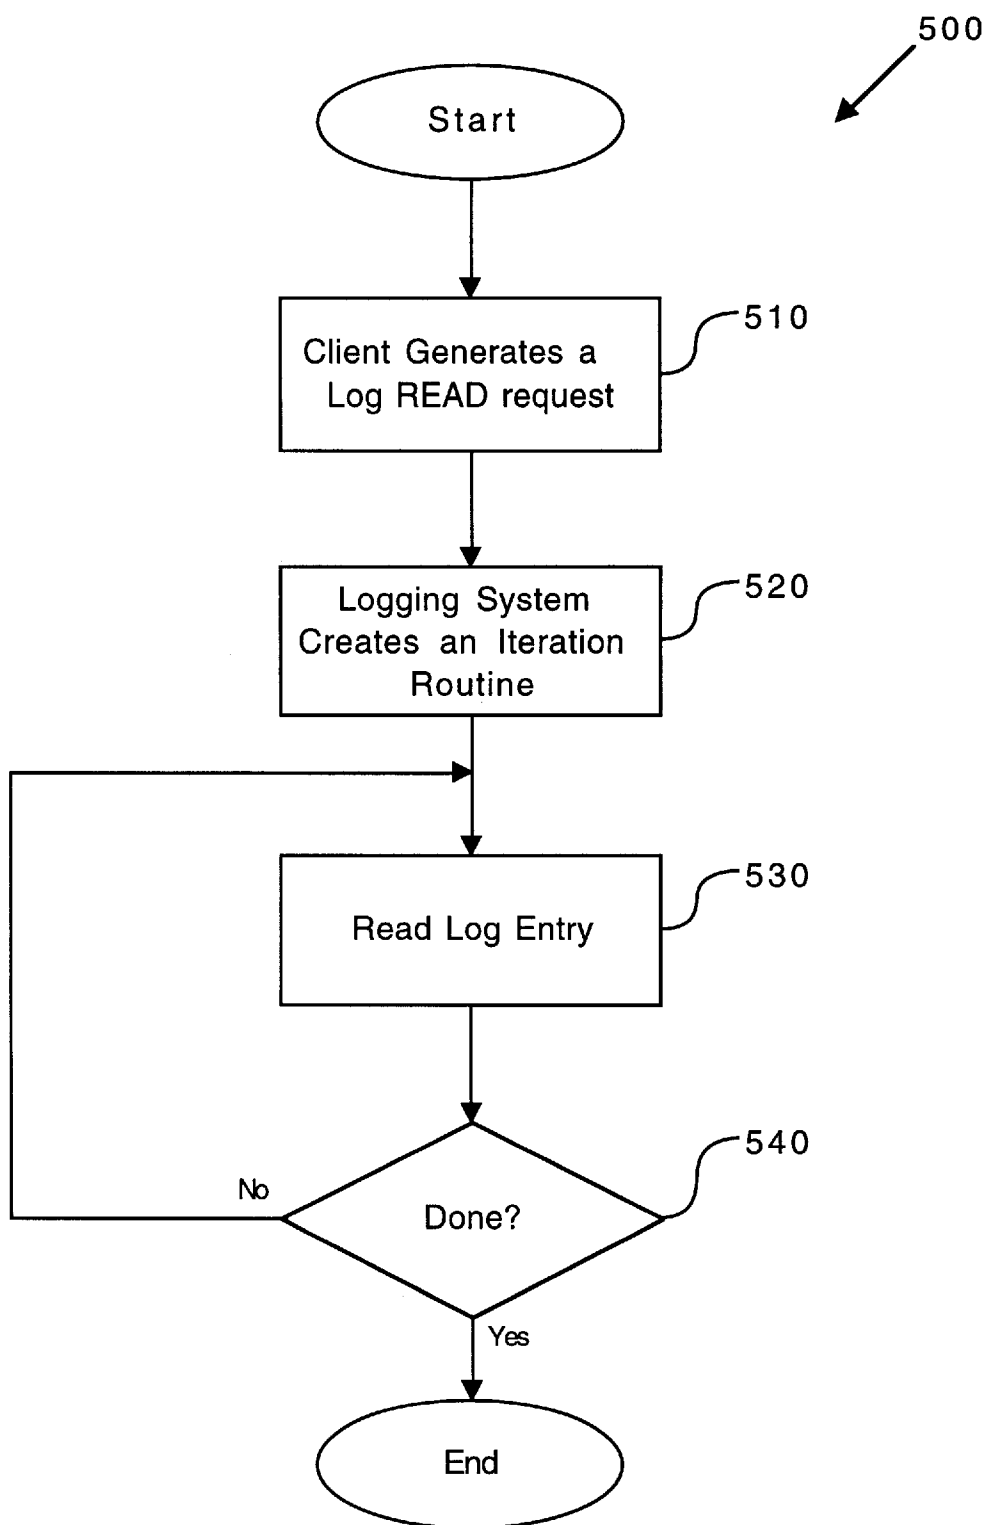 500
Start
510
Client Generates a
Log READ request
520
Logging System
Creates an Iteration
Routine
530
Read Log Entry
540
No
Done?
Yes
End